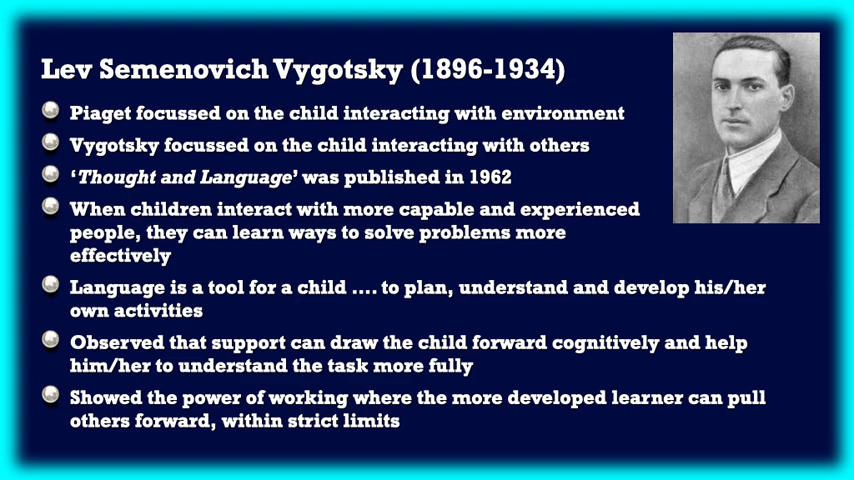 Lev Semenovich Vygotsky (1896-1934)
Piaget focussed on the child interacting with environment
Vygotsky focussed on the child interacting with others
‘Thought and Language’ was published in 1962
When children interact with more capable and experienced
people, they can learn ways to solve problems more
effectively
Language is a tool for a child .... to plan, understand and develop his/her
own activities
Observed that support can draw the child forward cognitively and help
him/her to understand the task more fully
Showed the power of working where the more developed learner can pull
others forward, within strict limits